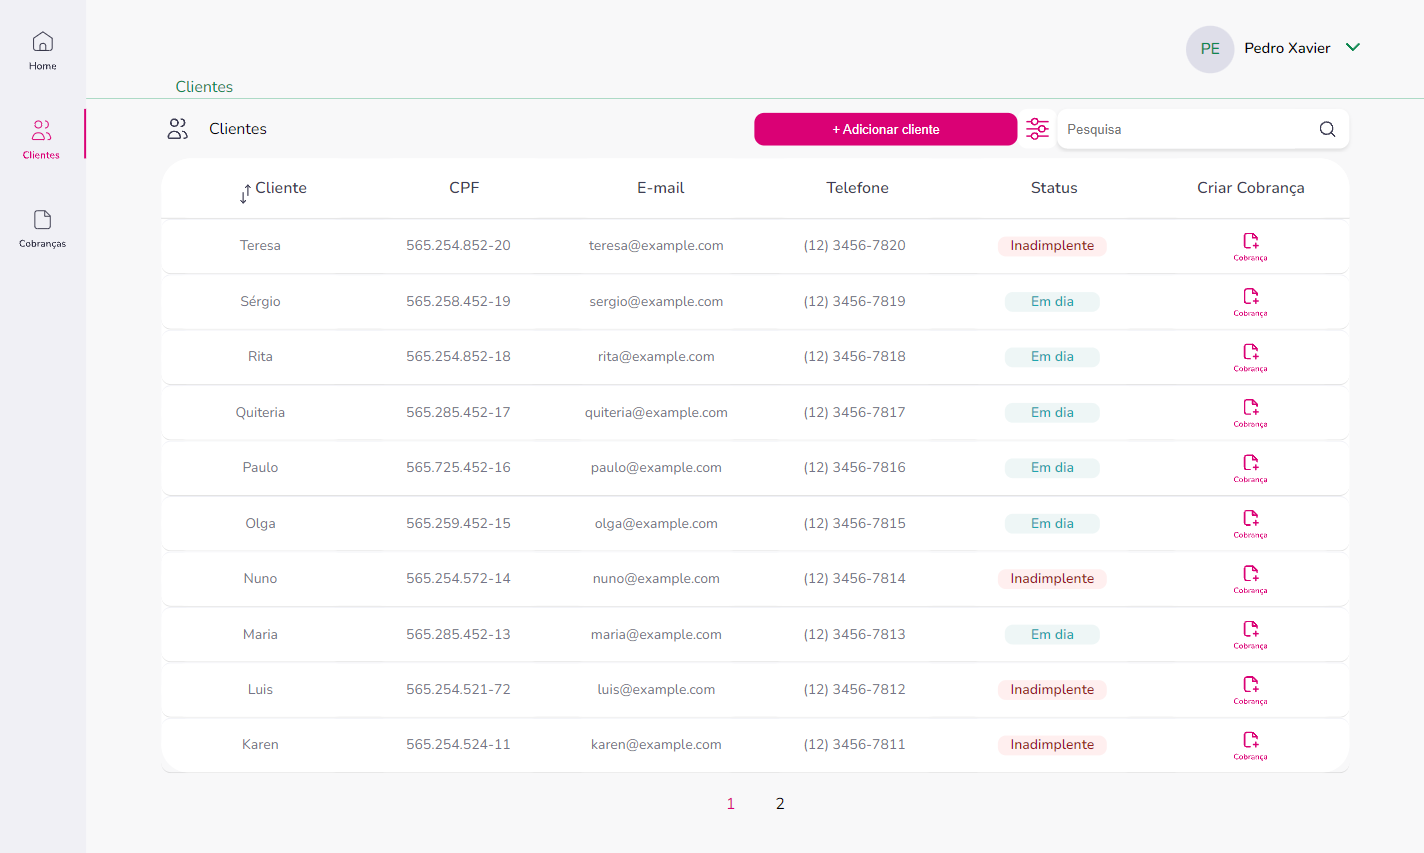 Home
Clientes
Cobranças
PE Pedro Xavier
Clientes
Clientes + Adicionar cliente Pesquisa
Cliente CPF E-mail Telefone Status Criar Cobrança
Teresa 565.254.852-20 teresa@example.com (12) 3456-7820 Inadimplente Cobrança
Sérgio 565.258.452-19 sergio@example.com (12) 3456-7819 Em dia Cobrança
Rita 565.254.852-18 rita@example.com (12) 3456-7818 Em dia Cobrança
Quiteria 565.285.452-17 quiteria@example.com (12) 3456-7817 Em dia Cobrança
Paulo 565.725.452-16 paulo@example.com (12) 3456-7816 Em dia Cobrança
Olga 565.259.452-15 olga@example.com (12) 3456-7815 Em dia Cobrança
Nuno 565.254.572-14 nuno@example.com (12) 3456-7814 Inadimplente Cobrança
Maria 565.285.452-13 maria@example.com (12) 3456-7813 Em dia Cobrança
Luis 565.254.521-72 luis@example.com (12) 3456-7812 Inadimplente Cobrança
Karen 565.254.524-11 karen@example.com (12) 3456-7811 Inadimplente Cobrança
1 2